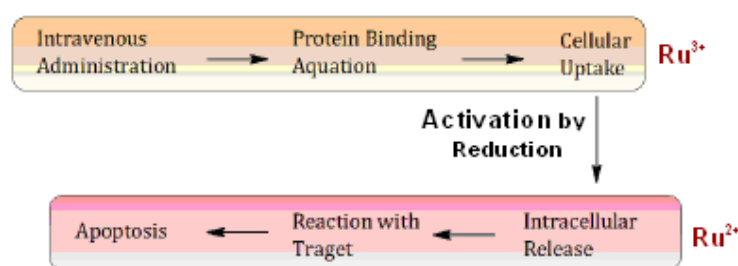 Intravenous Administration
Protein Binding Aquation
Cellular Uptake
Ru3+
Activation by
Reduction
Apoptosis
Reaction with Traget
Intracellular Release
Ru2+